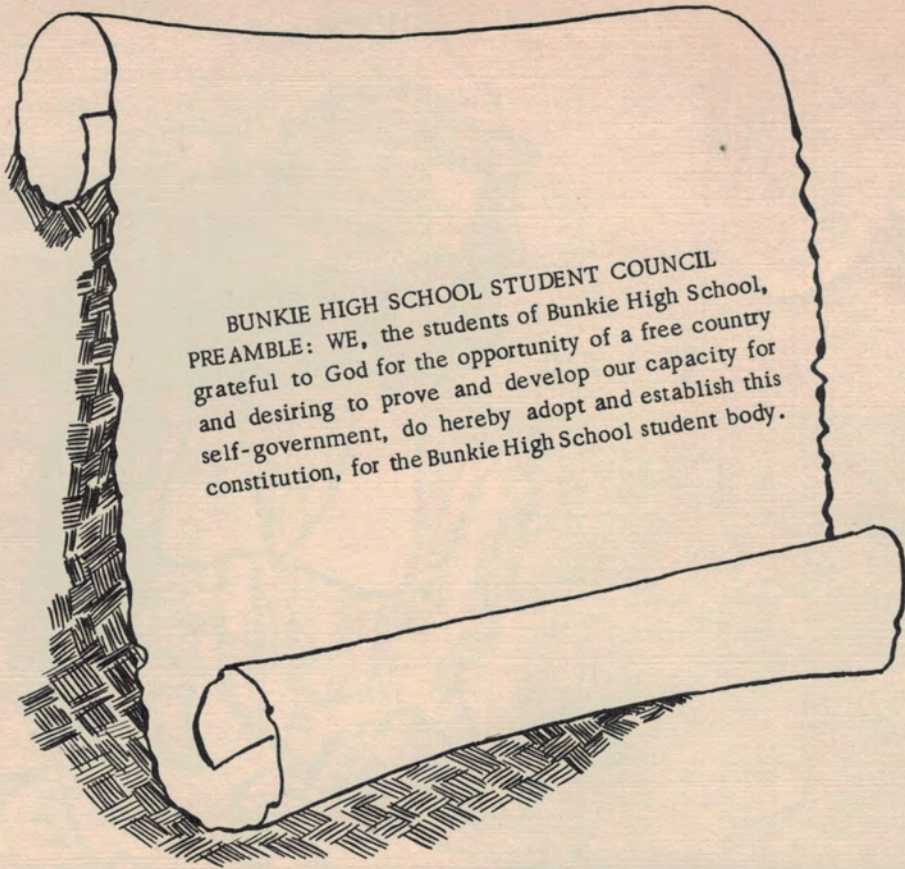 BUNKIE HIGH SCHOOL STUDENT COUNCIL
PREAMBLE: WE, the students of Bunkie High School,
grateful to God for the opportunity of a free country
and desiring to prove and develop our capacity for
self-government, do hereby adopt and establish this
constitution, for the Bunkie High School student body.